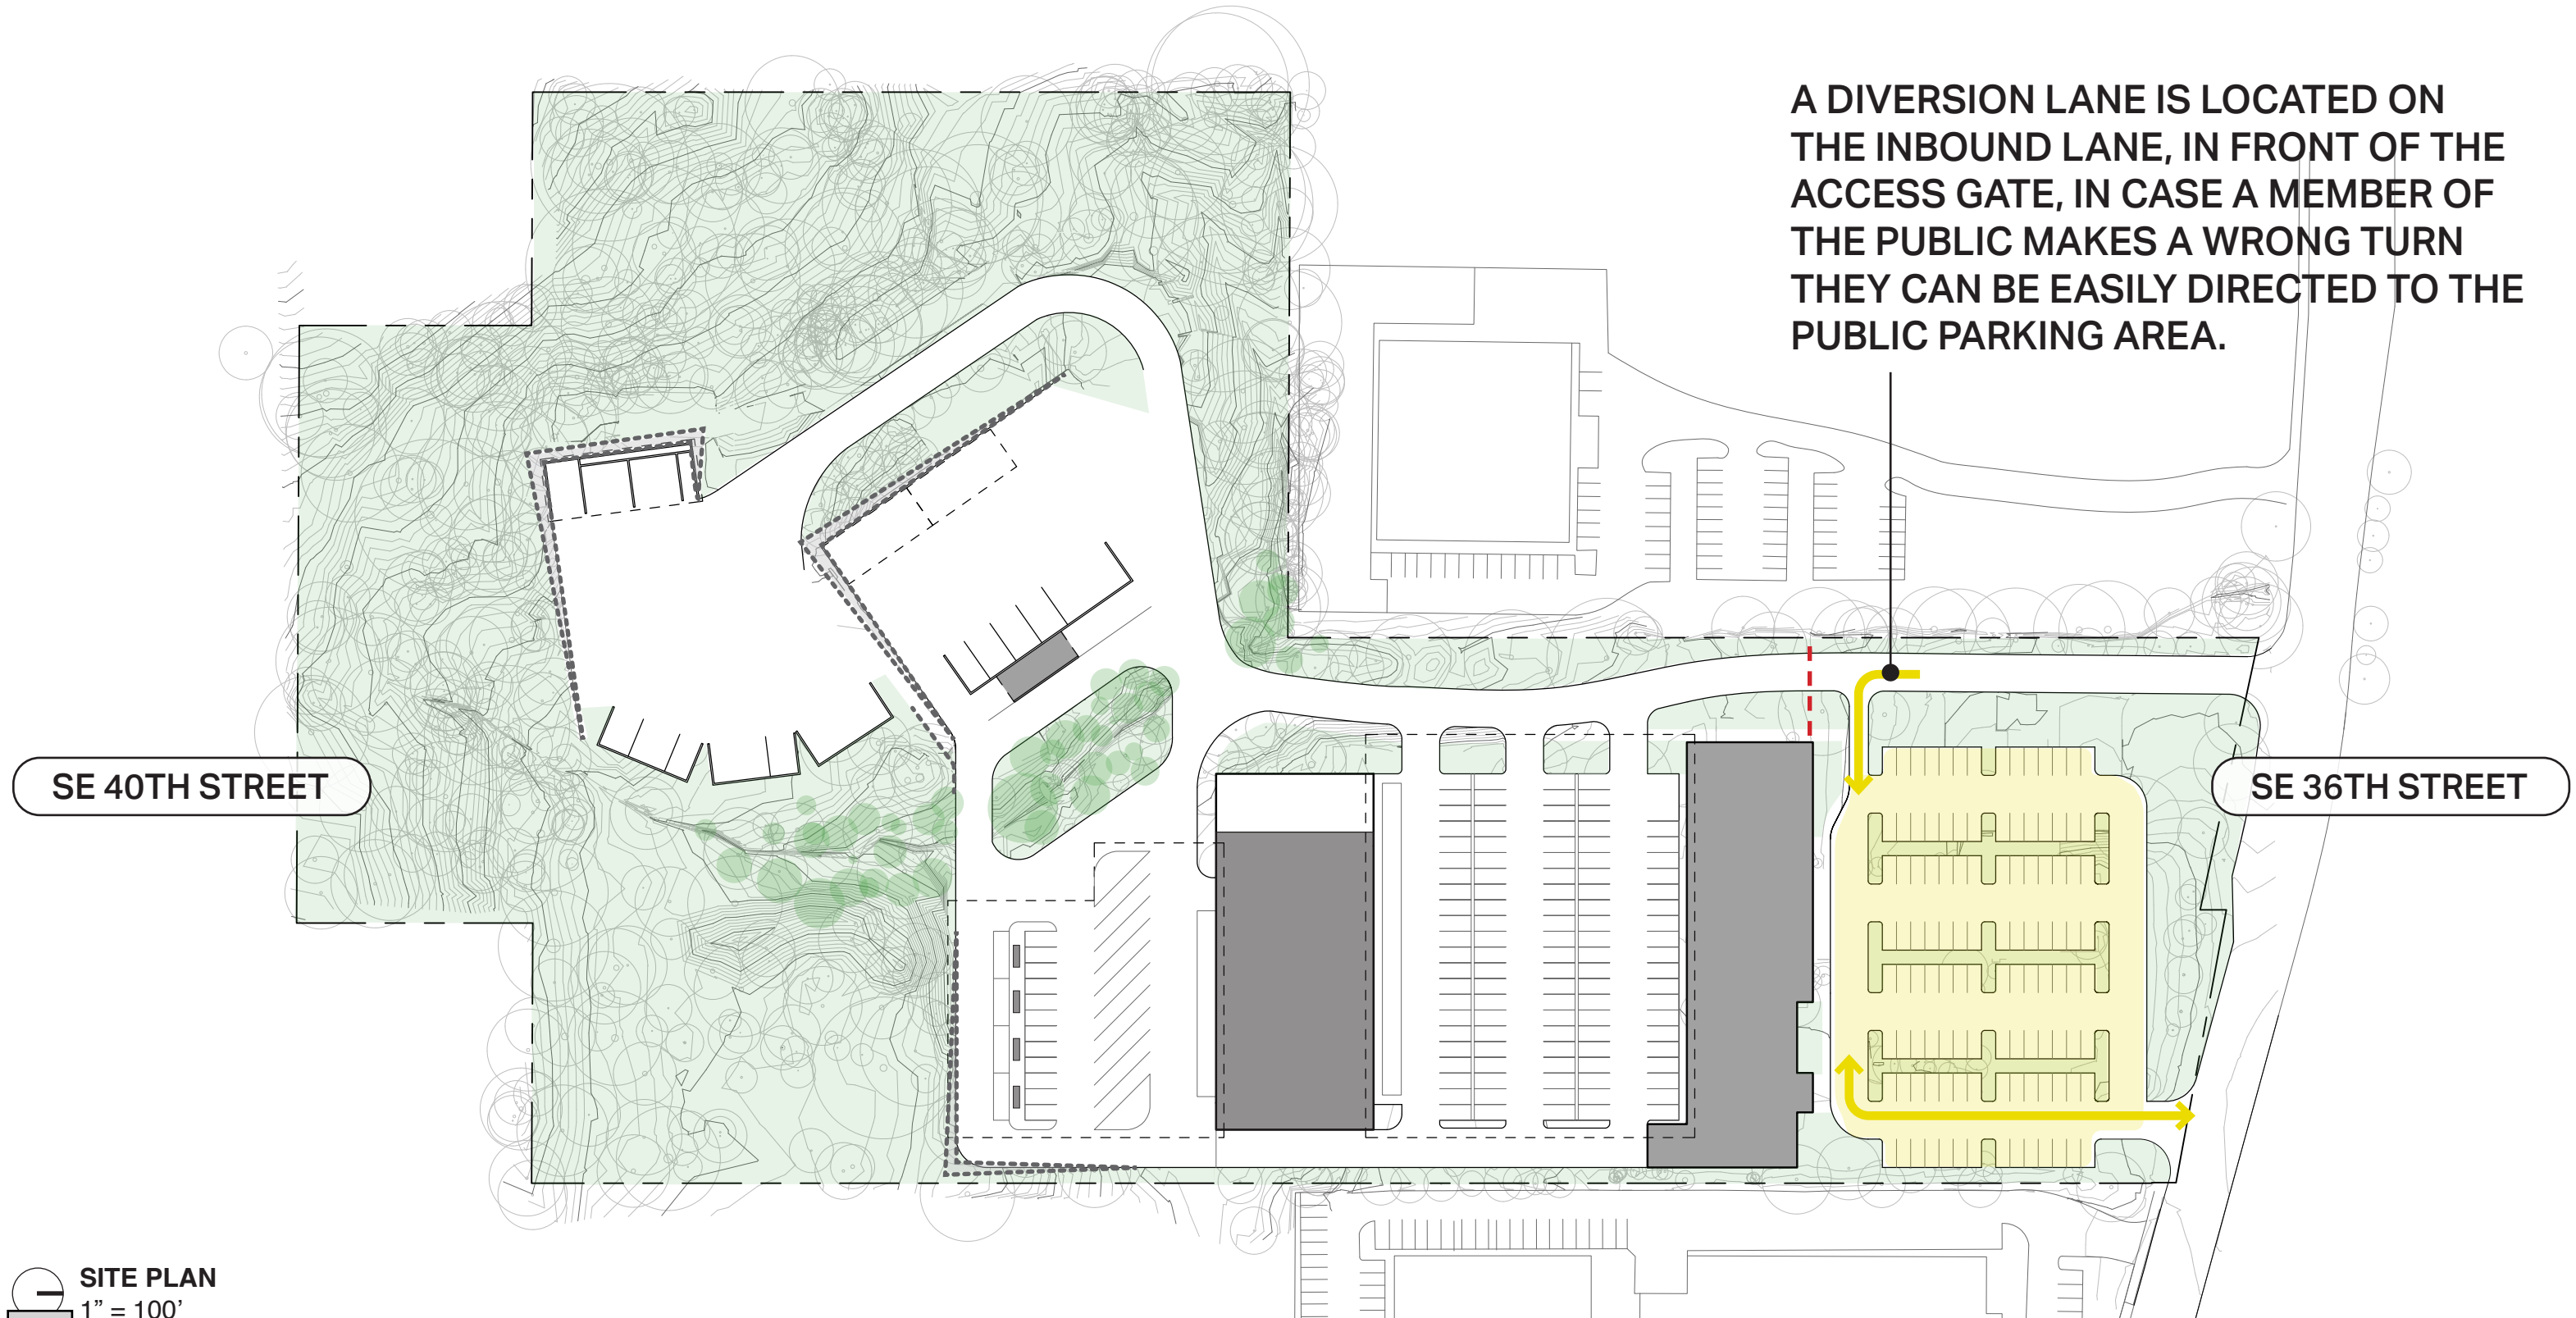 A DIVERSION LANE IS LOCATED ON
THE INBOUND LANE, IN FRONT OF THE
ACCESS GATE, IN CASE A MEMBER OF
THE PUBLIC MAKES A WRONG TURN
THEY CAN BE EASILY DIRECTED TO THE
PUBLIC PARKING AREA.
SE 40TH STREET
SE 36TH STREET
SITE PLAN
1” = 100’